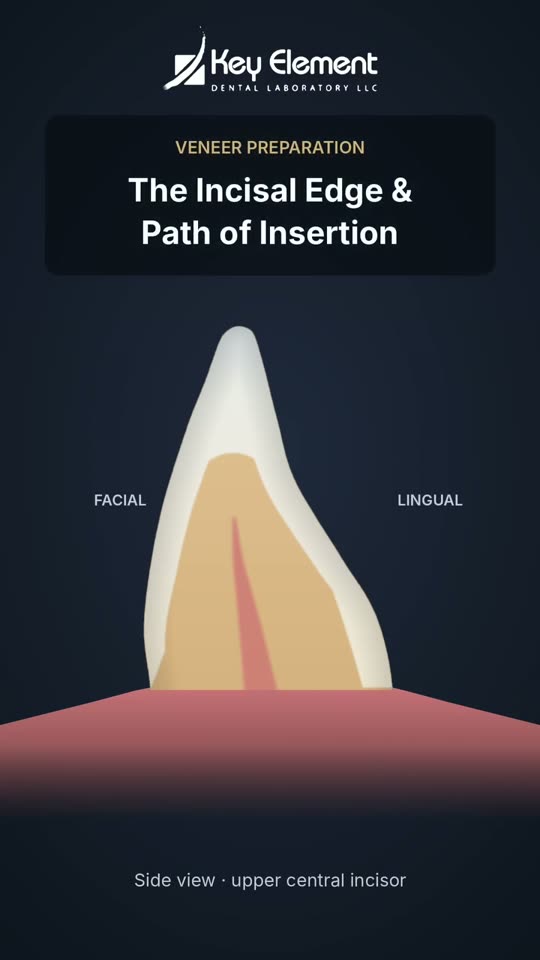 Key Element
DENTAL LABORATORY LLC
VENEER PREPARATION
The Incisal Edge &
Path of Insertion
FACIAL
LINGUAL
Side view · upper central incisor